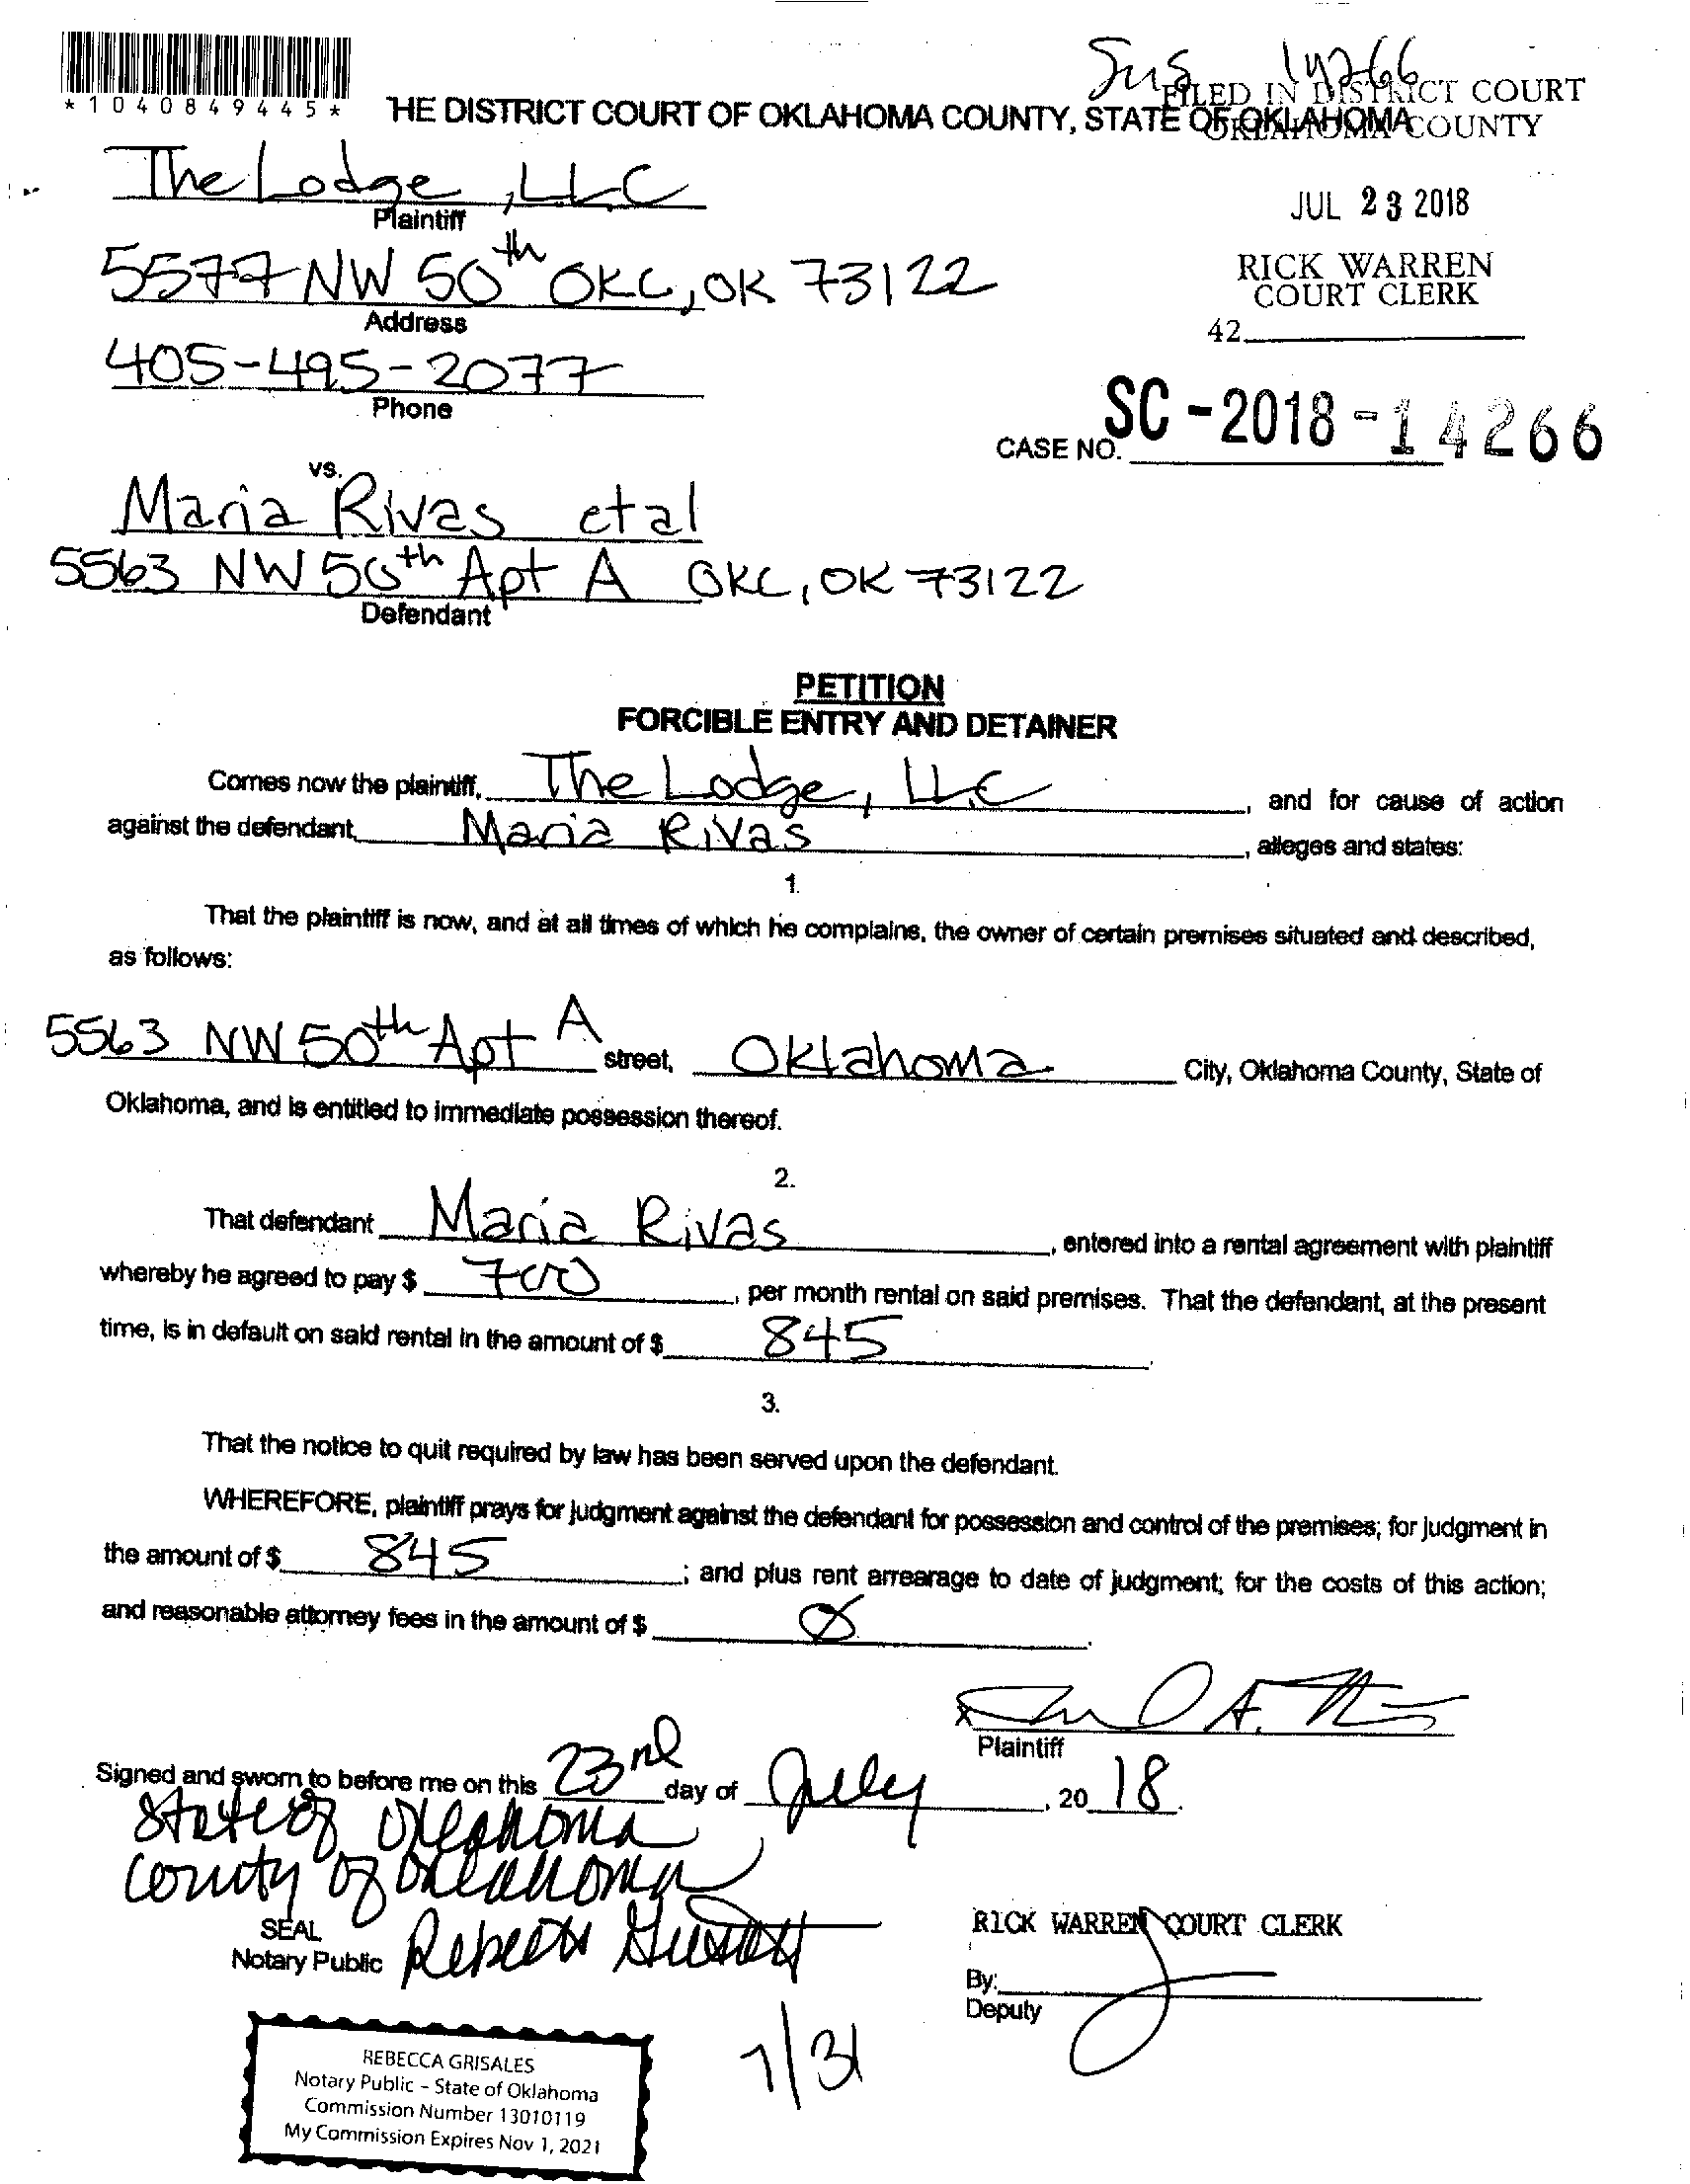 *1040849445*
14266
FILED IN DISTRICT COURT
HE DISTRICT COURT OF OKLAHOMA COUNTY, STATE OF OKLAHOMA
OKLAHOMA COUNTY
The Lodge, LLC
Plaintiff
JUL 23 2018
5577 NW 50th OKC, OK 73122
Address
RICK WARREN
COURT CLERK
42
405-495-2077
Phone
CASE NO. SC-2018-14266
vs.
Maria Rivas et al
5563 NW 50th Apt A OKC, OK 73122
Defendant
PETITION
FORCIBLE ENTRY AND DETAINER
Comes now the plaintiff, The Lodge, LLC, and for cause of action
against the defendant, Maria Rivas, alleges and states:
1.
That the plaintiff is now, and at all times of which he complains, the owner of certain premises situated and described,
as follows:
5563 NW 50th Apt A street, Oklahoma City, Oklahoma County, State of
Oklahoma, and is entitled to immediate possession thereof.
2.
That defendant Maria Rivas, entered into a rental agreement with plaintiff
whereby he agreed to pay $ 700, per month rental on said premises. That the defendant, at the present
time, is in default on said rental in the amount of $ 845.
3.
That the notice to quit required by law has been served upon the defendant.
WHEREFORE, plaintiff prays for judgment against the defendant for possession and control of the premises; for judgment in
the amount of $ 845; and plus rent arrearage to date of judgment; for the costs of this action;
and reasonable attorney fees in the amount of $ Ø.
Plaintiff
Signed and sworn to before me on this 23rd day of July, 2018.
State of Oklahoma
County of Oklahoma
SEAL
Notary Public
RICK WARREN COURT CLERK
By:
Deputy
7/31
REBECCA GRISALES
Notary Public - State of Oklahoma
Commission Number 13010119
My Commission Expires Nov 1, 2021